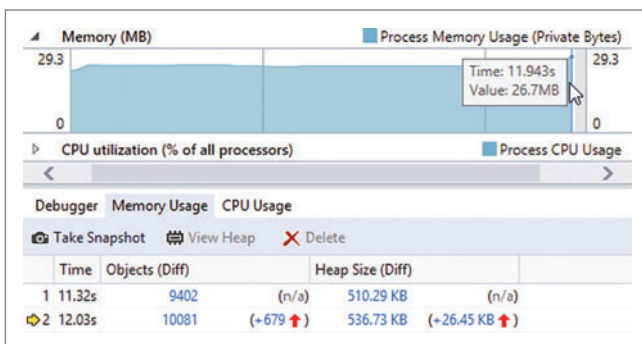 Memory (MB) Process Memory Usage (Private Bytes)
29.3 29.3
Time: 11.943s
Value: 26.7MB
0 0
CPU utilization (% of all processors) Process CPU Usage
Debugger Memory Usage CPU Usage
Take Snapshot View Heap Delete
Time Objects (Diff) Heap Size (Diff)
1 11.32s 9402 (n/a) 510.29 KB (n/a)
2 12.03s 10081 (+679 ↑) 536.73 KB (+26.45 KB ↑)